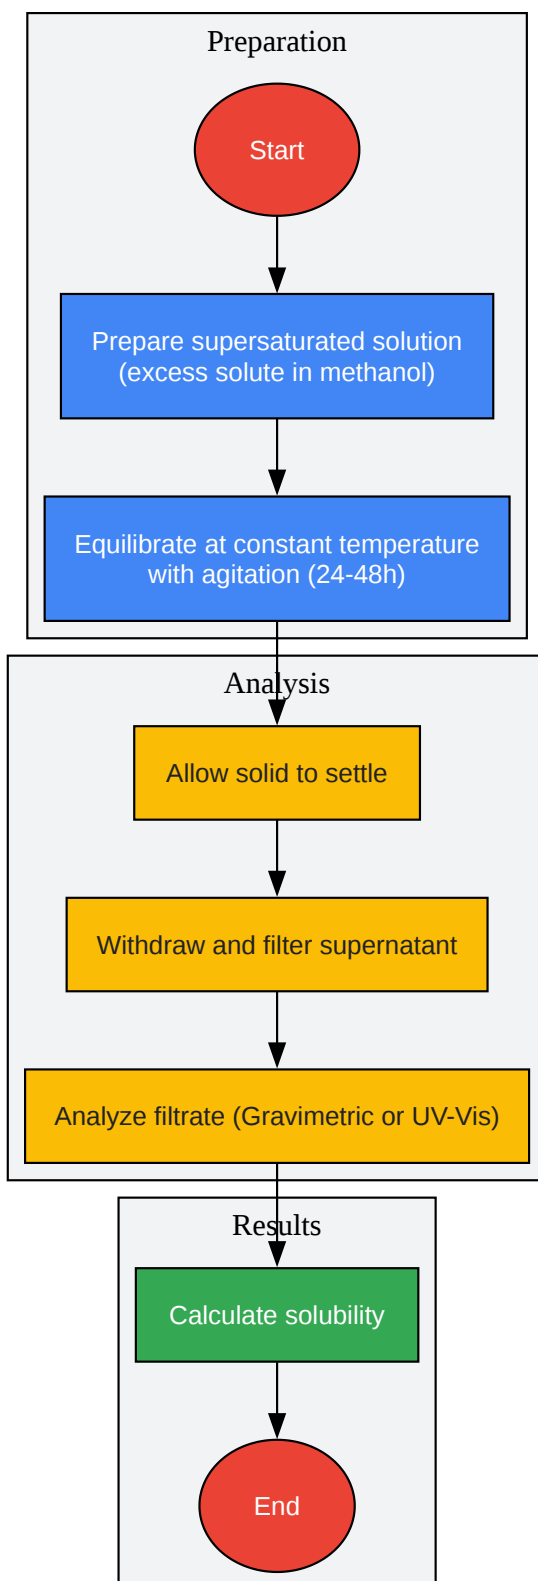 Preparation
Start
Prepare supersaturated solution
(excess solute in methanol)
Equilibrate at constant temperature
with agitation (24-48h)
Analysis
Allow solid to settle
Withdraw and filter supernatant
Analyze filtrate (Gravimetric or UV-Vis)
Results
Calculate solubility
End